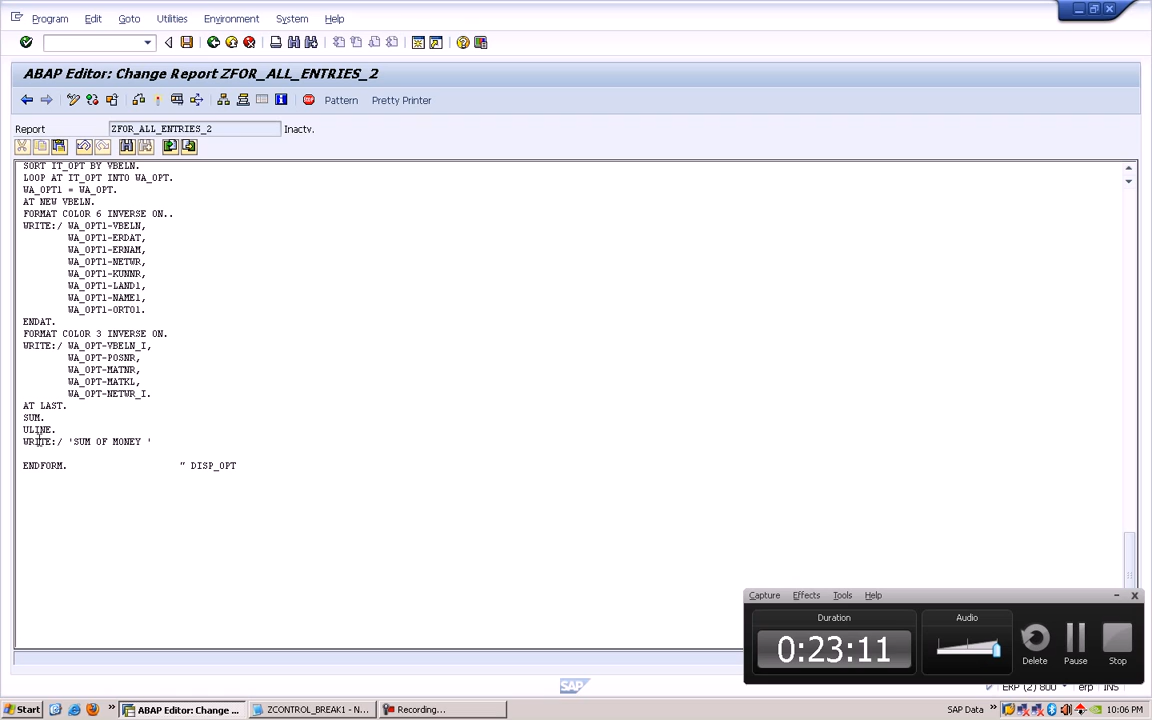 Program Edit Goto Utilities Environment System Help
ABAP Editor: Change Report ZFOR_ALL_ENTRIES_2
Pattern Pretty Printer
Report ZFOR_ALL_ENTRIES_2 Inactv.
SORT IT_OPT BY VBELN.
LOOP AT IT_OPT INTO WA_OPT.
WA_OPT1 = WA_OPT.
AT NEW VBELN.
FORMAT COLOR 6 INVERSE ON..
WRITE:/ WA_OPT1-VBELN,
WA_OPT1-ERDAT,
WA_OPT1-ERNAM,
WA_OPT1-NETWR,
WA_OPT1-KUNNR,
WA_OPT1-LAND1,
WA_OPT1-NAME1,
WA_OPT1-ORT01.
ENDAT.
FORMAT COLOR 3 INVERSE ON.
WRITE:/ WA_OPT-VBELN_I,
WA_OPT-POSNR,
WA_OPT-MATNR,
WA_OPT-MATKL,
WA_OPT-NETWR_I.
AT LAST.
SUM.
ULINE.
WRITE:/ 'SUM OF MONEY '
ENDFORM. " DISP_OPT
Capture Effects Tools Help
Duration Audio
0:23:11
Delete Pause Stop
ERP (2) 800 erp INS
Start ABAP Editor: Change ... ZCONTROL_BREAK1 - N... Recording... SAP Data 10:06 PM